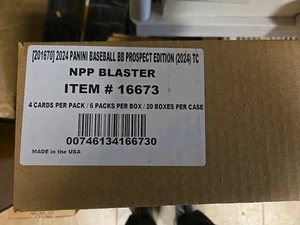 [201670] 2024 PANINI BASEBALL BB PROSPECT EDITION (2024) TC
NPP BLASTER
ITEM # 16673
4 CARDS PER PACK / 6 PACKS PER BOX / 20 BOXES PER CASE
00746134166730
MADE in the USA